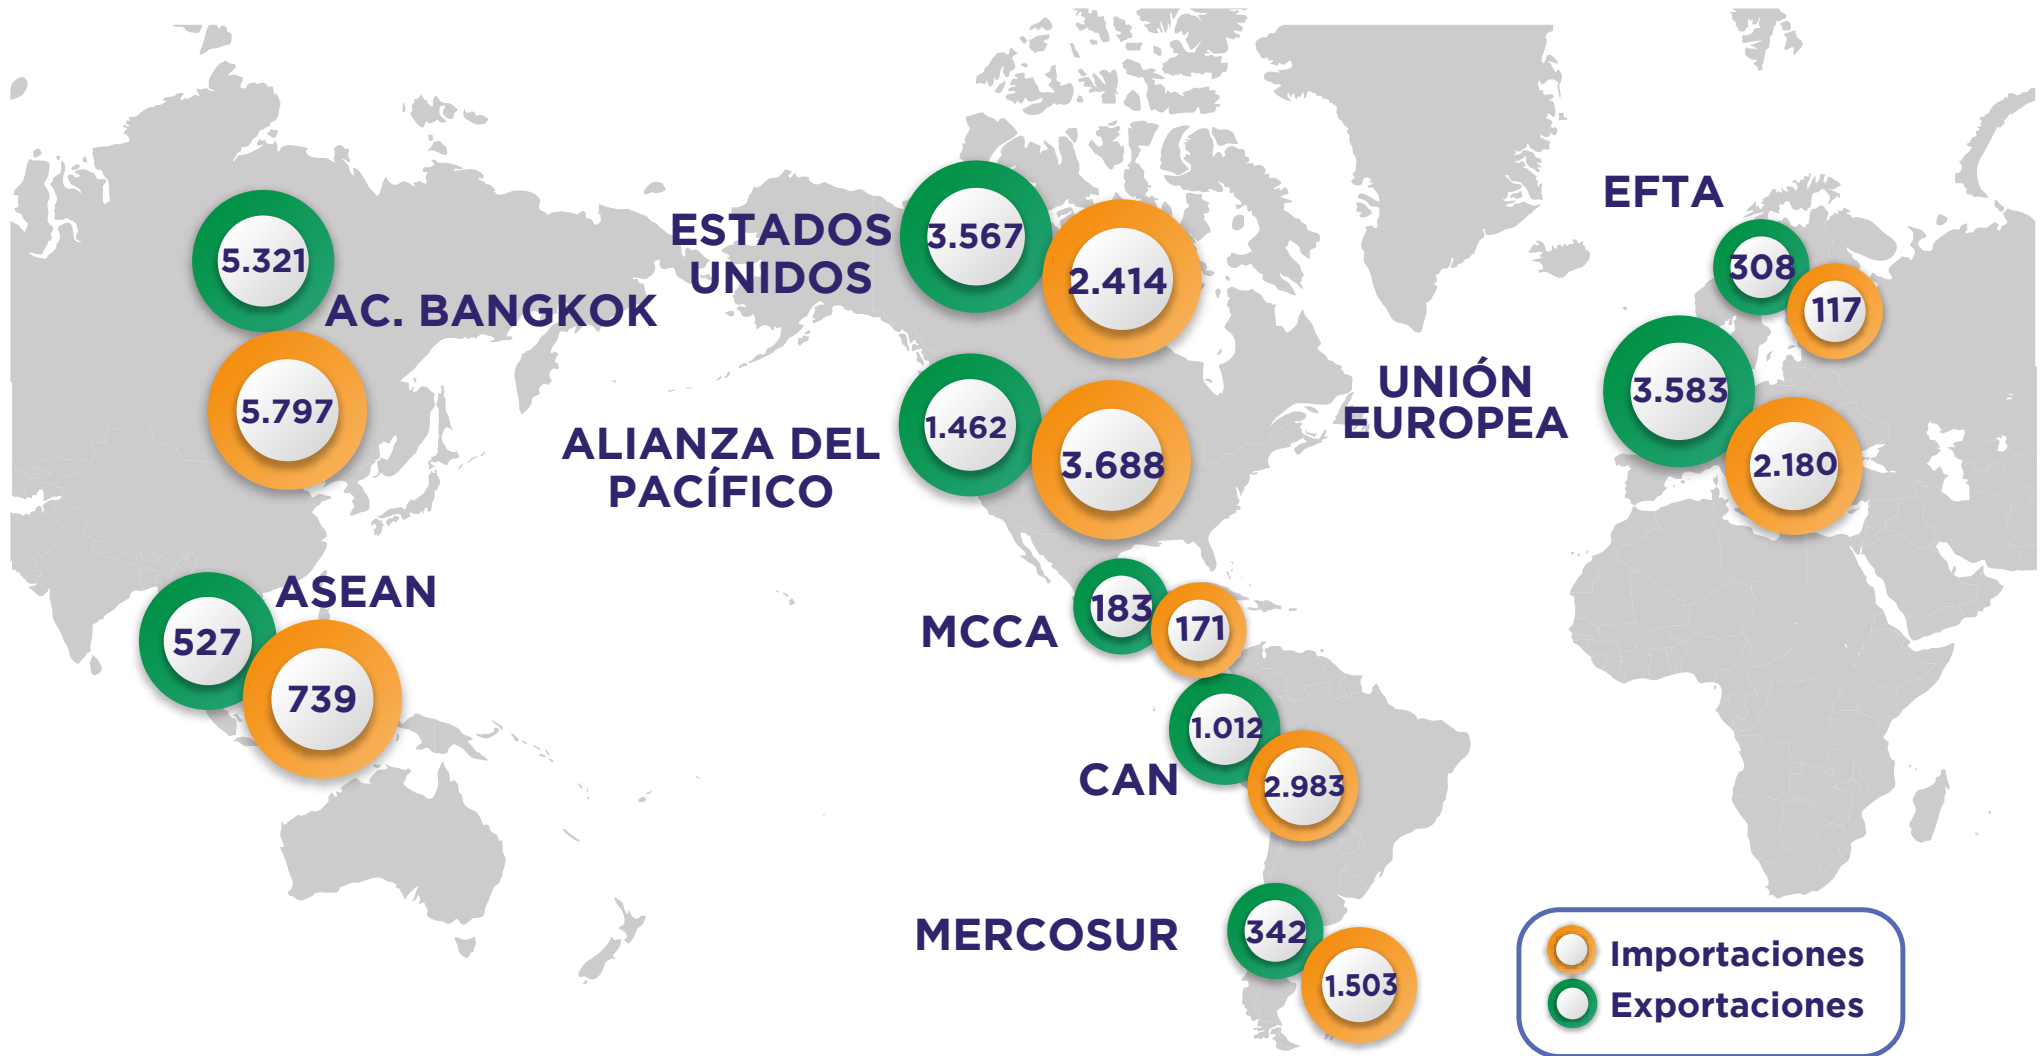 EFTA
308
117
ESTADOS
UNIDOS
3.567
2.414
5.321
AC. BANGKOK
5.797
UNIÓN
EUROPEA
3.583
2.180
ALIANZA DEL
PACÍFICO
1.462
3.688
ASEAN
527
739
MCCA
183
171
CAN
1.012
2.983
MERCOSUR
342
1.503
Importaciones
Exportaciones